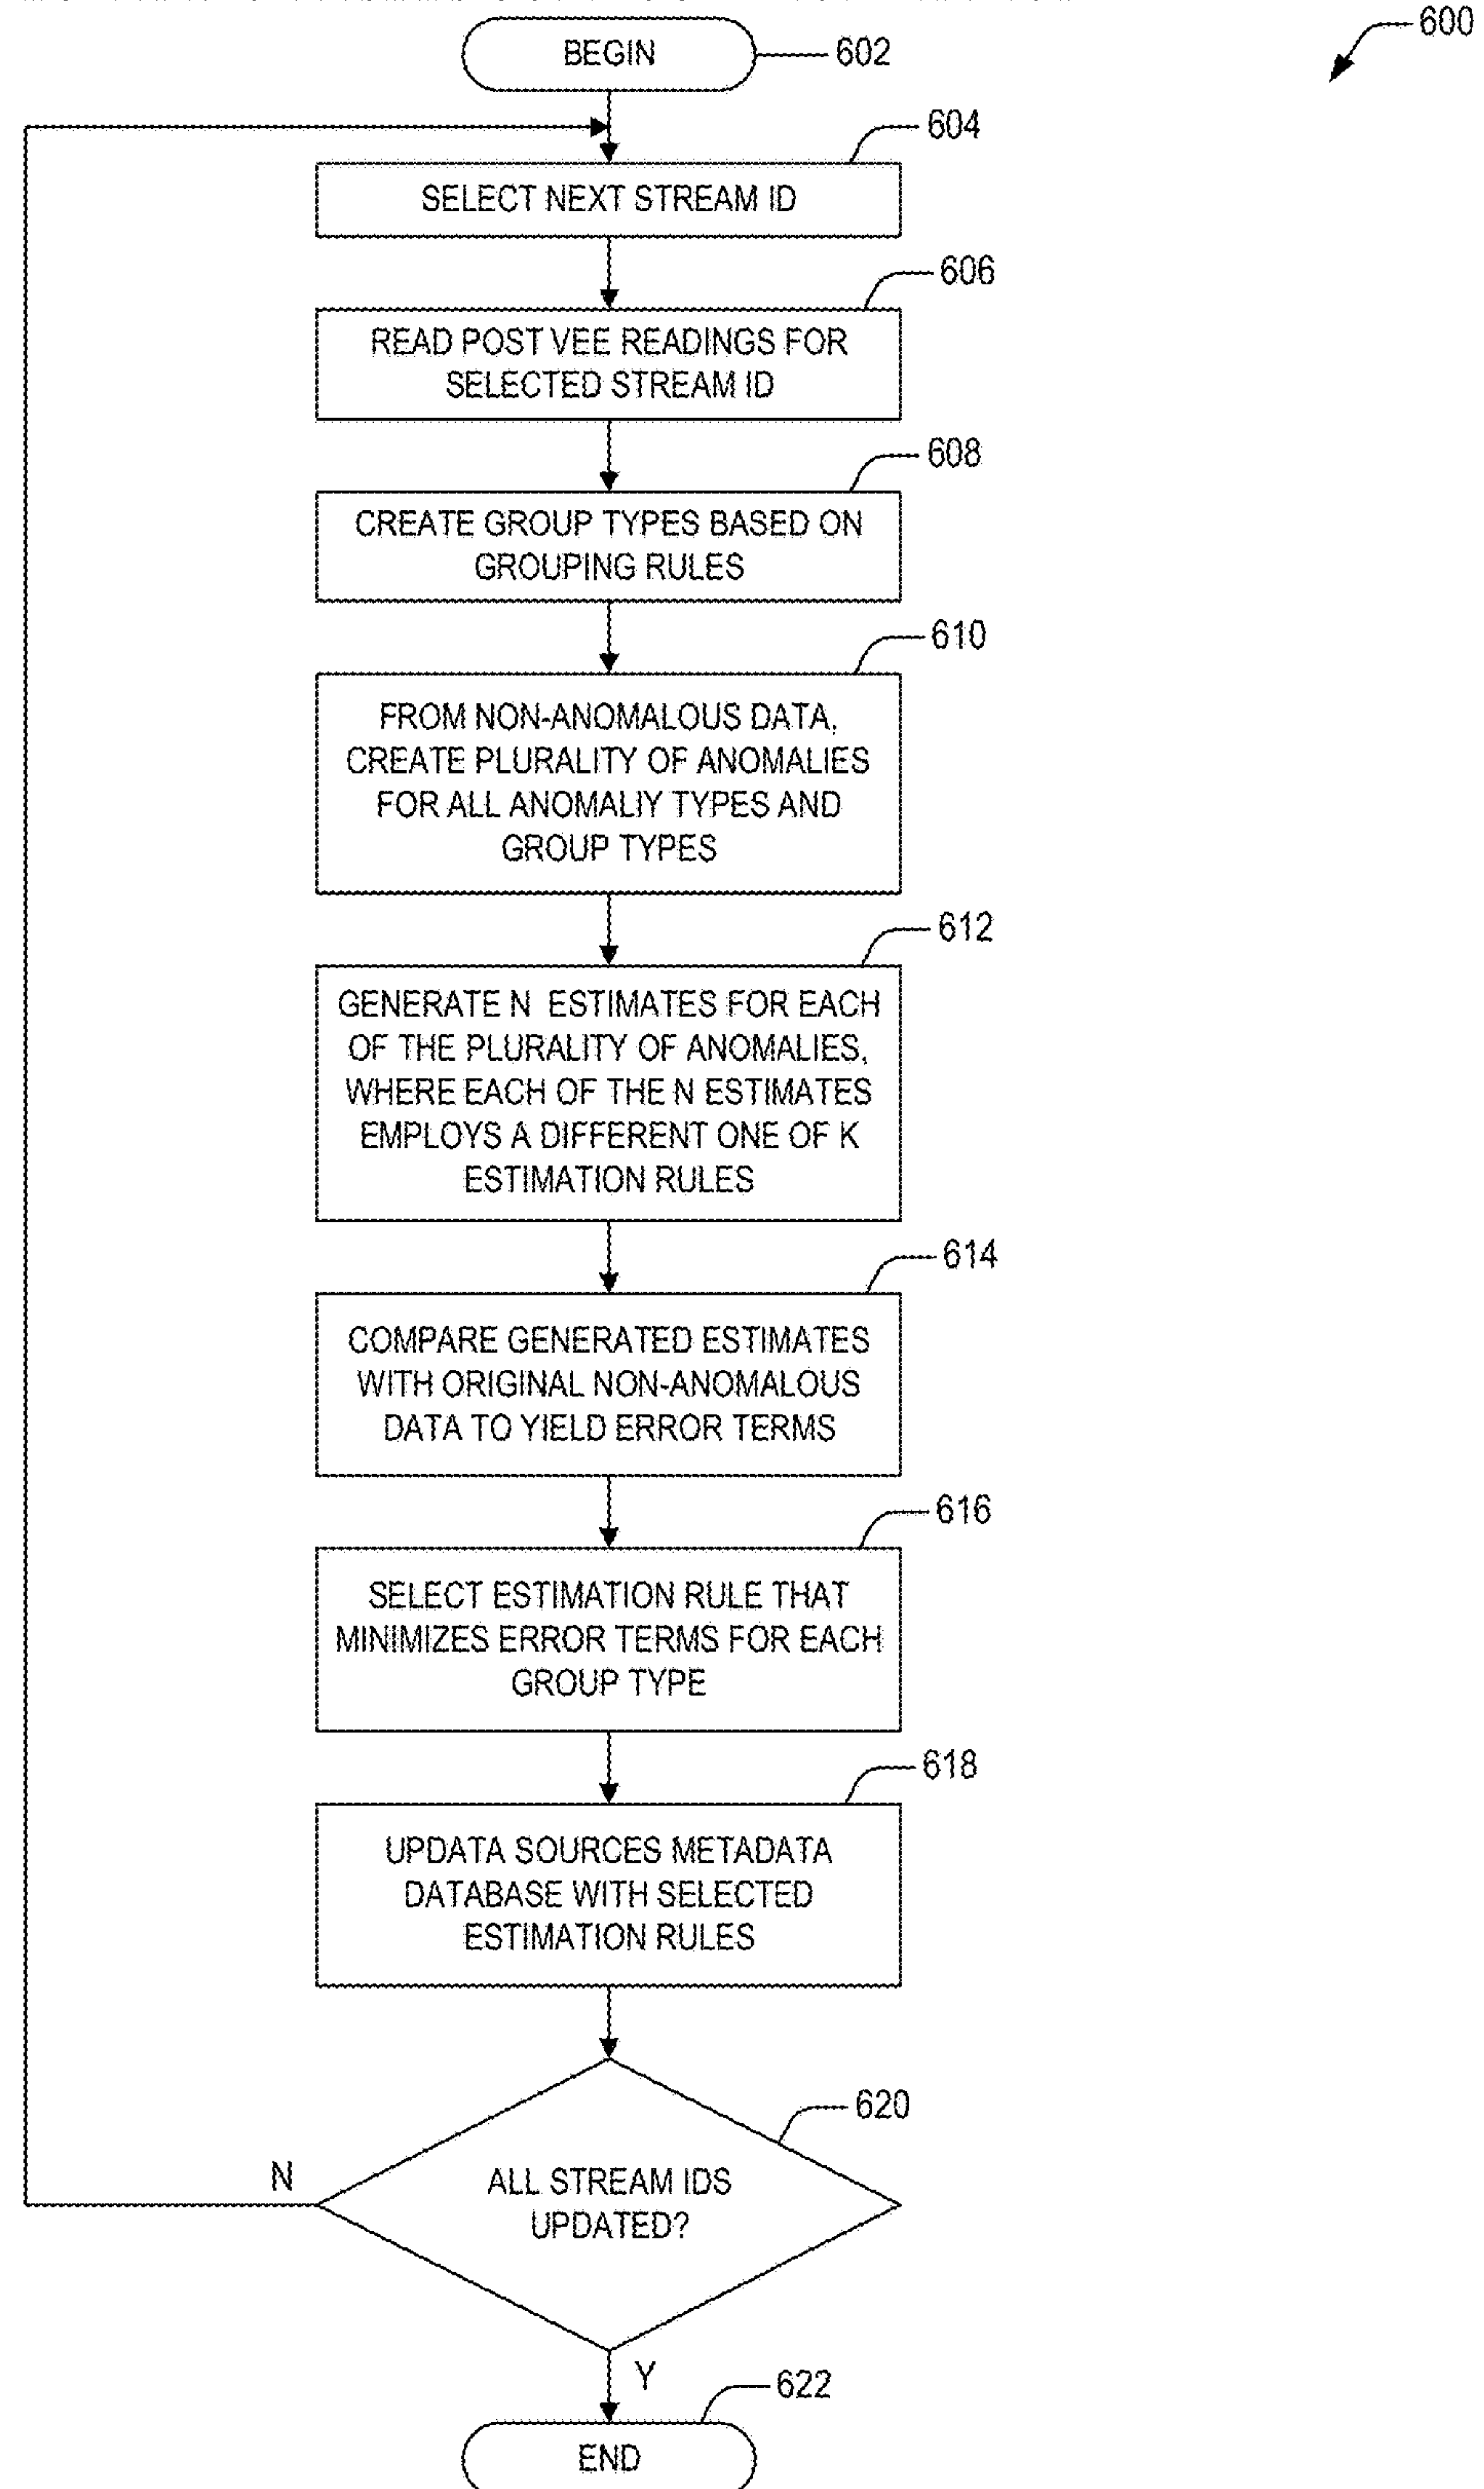 600
BEGIN
602
604
SELECT NEXT STREAM ID
606
READ POST VEE READINGS FOR
SELECTED STREAM ID
608
CREATE GROUP TYPES BASED ON
GROUPING RULES
610
FROM NON-ANOMALOUS DATA,
CREATE PLURALITY OF ANOMALIES
FOR ALL ANOMALIY TYPES AND
GROUP TYPES
612
GENERATE N ESTIMATES FOR EACH
OF THE PLURALITY OF ANOMALIES,
WHERE EACH OF THE N ESTIMATES
EMPLOYS A DIFFERENT ONE OF K
ESTIMATION RULES
614
COMPARE GENERATED ESTIMATES
WITH ORIGINAL NON-ANOMALOUS
DATA TO YIELD ERROR TERMS
616
SELECT ESTIMATION RULE THAT
MINIMIZES ERROR TERMS FOR EACH
GROUP TYPE
618
UPDATA SOURCES METADATA
DATABASE WITH SELECTED
ESTIMATION RULES
620
N
ALL STREAM IDS
UPDATED?
Y
622
END